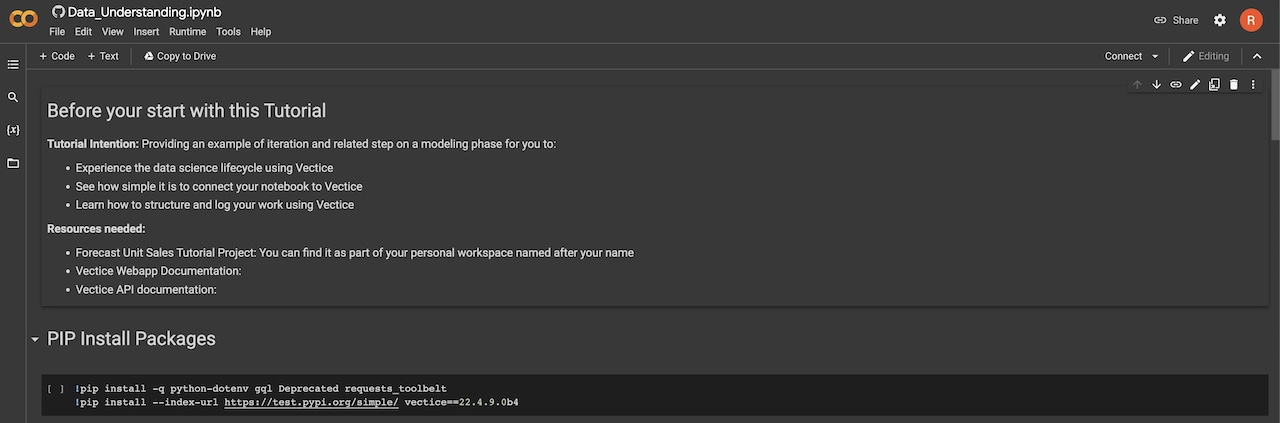 Data_Understanding.ipynb
File Edit View Insert Runtime Tools Help
Share
R
+ Code + Text Copy to Drive
Connect Editing
Before your start with this Tutorial
Tutorial Intention: Providing an example of iteration and related step on a modeling phase for you to:
• Experience the data science lifecycle using Vectice
• See how simple it is to connect your notebook to Vectice
• Learn how to structure and log your work using Vectice
Resources needed:
• Forecast Unit Sales Tutorial Project: You can find it as part of your personal workspace named after your name
• Vectice Webapp Documentation:
• Vectice API documentation:
PIP Install Packages
[ ] !pip install -q python-dotenv gql Deprecated requests_toolbelt
!pip install --index-url https://test.pypi.org/simple/ vectice==22.4.9.0b4